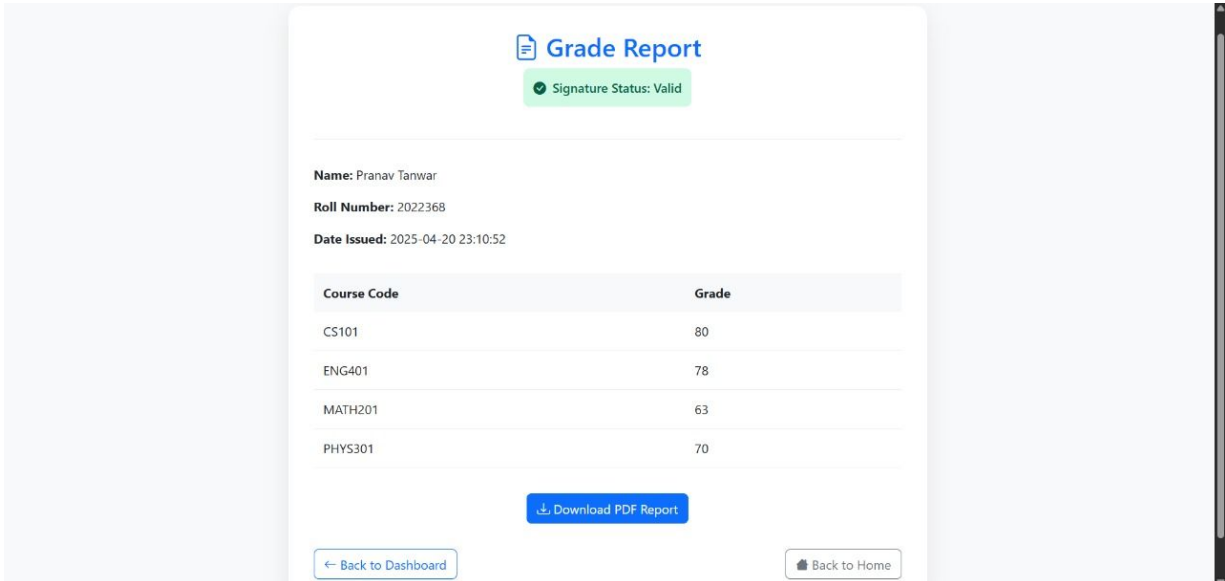 Grade Report
Signature Status: Valid
Name: Pranav Tanwar
Roll Number: 2022368
Date Issued: 2025-04-20 23:10:52
Course Code Grade
CS101 80
ENG401 78
MATH201 63
PHYS301 70
Download PDF Report
← Back to Dashboard Back to Home